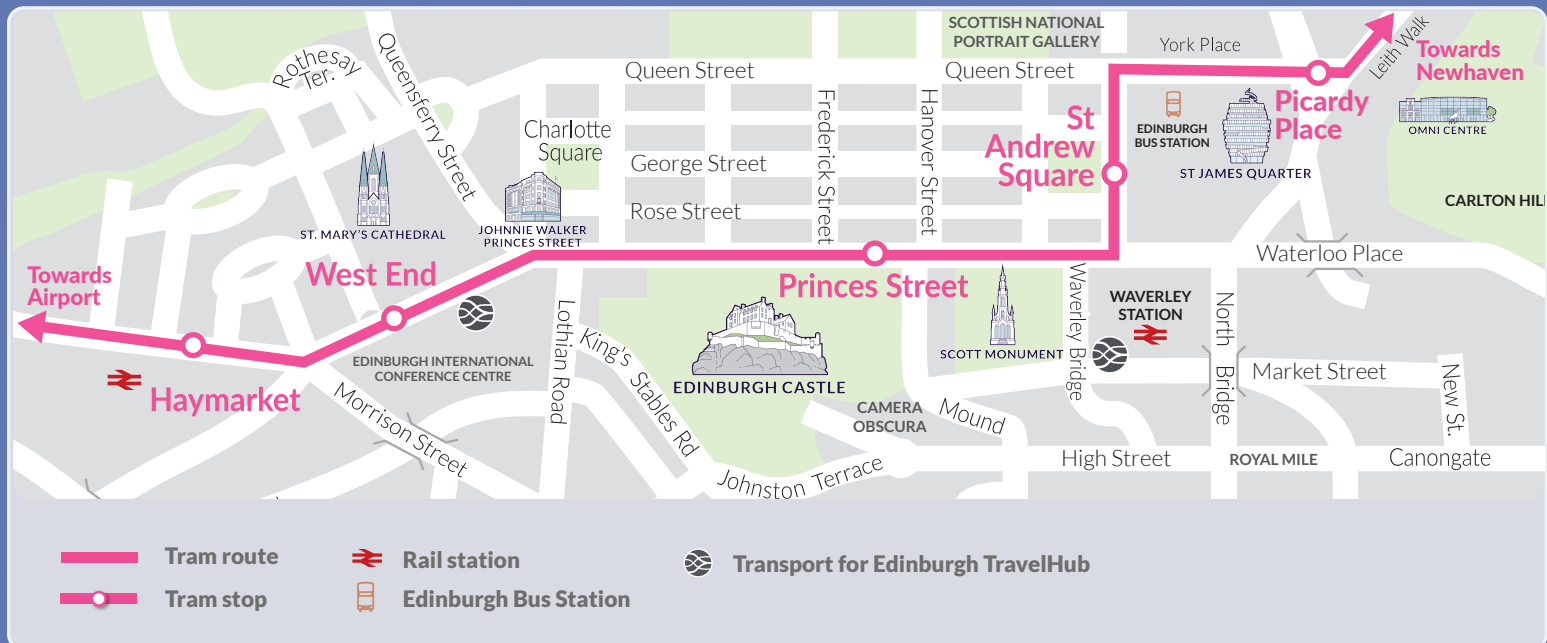 SCOTTISH NATIONAL
PORTRAIT GALLERY
York Place
Leith Walk
Towards
Newhaven
Rothesay
Ter.
Queensferry Street
Queen Street
Queen Street
Frederick Street
Hanover Street
St
Andrew
Square
EDINBURGH
BUS STATION
Picardy
Place
OMNI CENTRE
ST JAMES QUARTER
Charlotte
Square
George Street
Rose Street
CARLTON HILL
ST. MARY'S CATHEDRAL
JOHNNIE WALKER
PRINCES STREET
Waterloo Place
Towards
Airport
West End
Princes Street
Haymarket
EDINBURGH INTERNATIONAL
CONFERENCE CENTRE
Lothian Road
King's Stables Rd
EDINBURGH CASTLE
SCOTT MONUMENT
Waverley Bridge
WAVERLEY
STATION
North Bridge
Market Street
New St.
Morrison Street
CAMERA
OBSCURA
Mound
Johnston Terrace
High Street
ROYAL MILE
Canongate
Tram route
Rail station
Transport for Edinburgh TravelHub
Tram stop
Edinburgh Bus Station